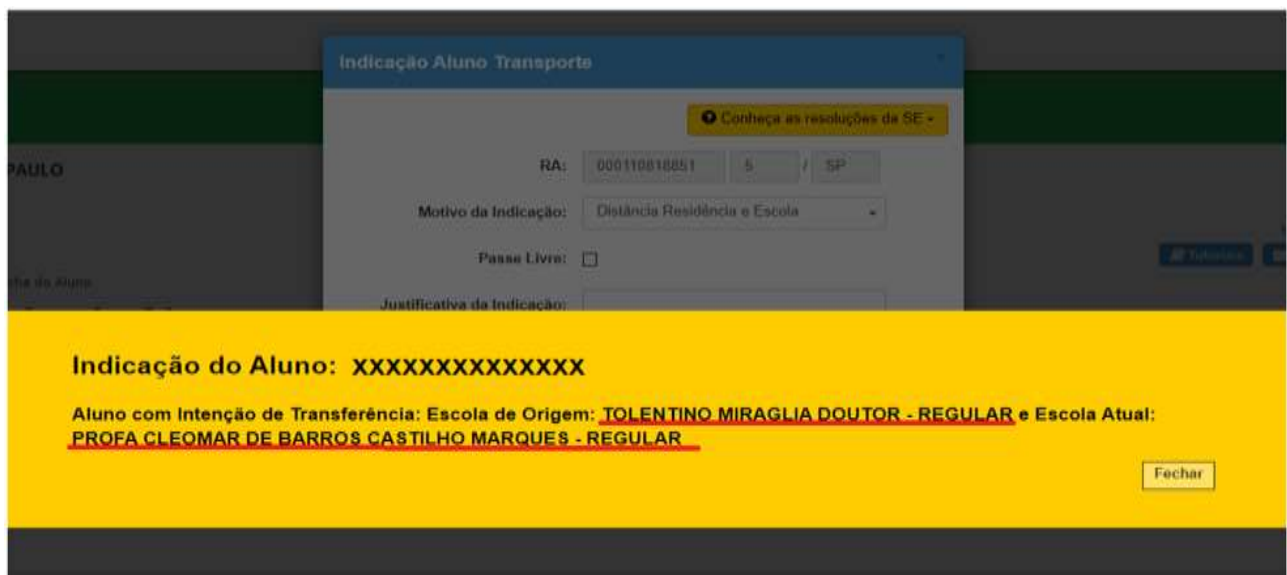 Indicação Aluno Transporte
Conheça as resoluções da SE
PAULO
RA: 000110818851 5 / SP
Motivo da Indicação: Distância Residência e Escola
Passe Livre:
Tutoriais
Justificativa da Indicação:
Indicação do Aluno: XXXXXXXXXXXXXX
Aluno com Intenção de Transferência: Escola de Origem: TOLENTINO MIRAGLIA DOUTOR - REGULAR e Escola Atual:
PROFA CLEOMAR DE BARROS CASTILHO MARQUES - REGULAR
Fechar